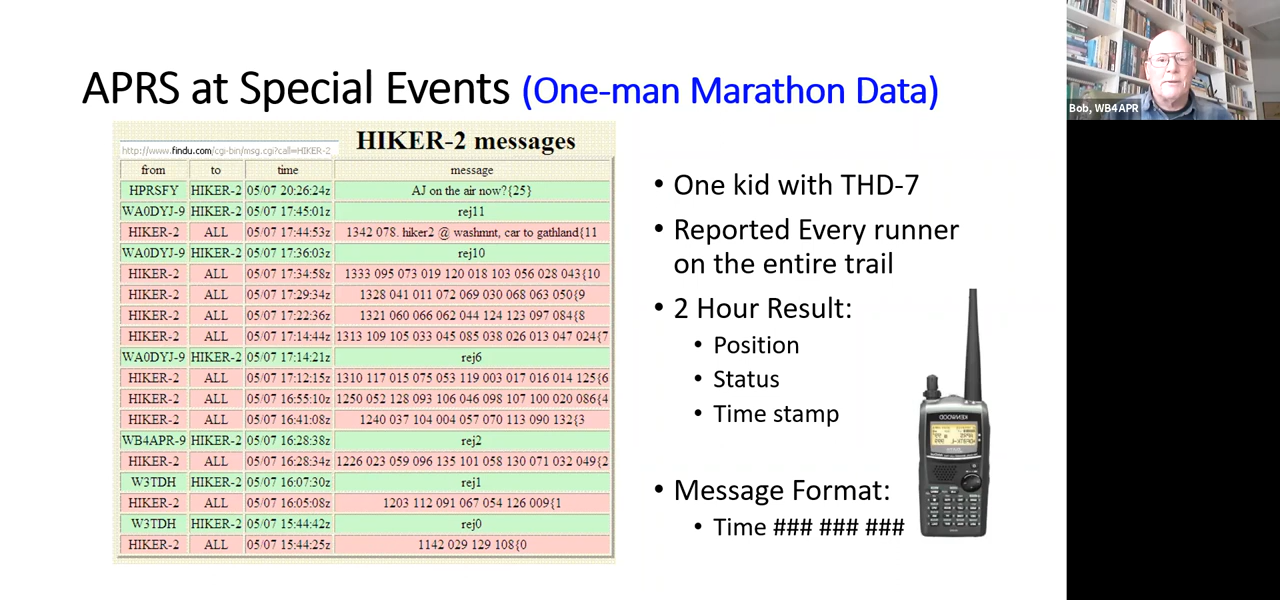 APRS at Special Events (One-man Marathon Data)
HIKER-2 messages
http://www.findu.com/cgi-bin/msg.cgi?call=HIKER-2
from to time message
HPRSFY HIKER-2 05/07 20:26:24z AJ on the air now?{25}
WA0DYJ-9 HIKER-2 05/07 17:45:01z rej11
HIKER-2 ALL 05/07 17:44:53z 1342 078. hiker2 @ washmnt, car to gathland{11
WA0DYJ-9 HIKER-2 05/07 17:36:03z rej10
HIKER-2 ALL 05/07 17:34:58z 1333 095 073 019 120 018 103 056 028 043{10
HIKER-2 ALL 05/07 17:29:34z 1328 041 011 072 069 030 068 063 050{9
HIKER-2 ALL 05/07 17:22:36z 1321 060 066 062 044 124 123 097 084{8
HIKER-2 ALL 05/07 17:14:44z 1313 109 105 033 045 085 038 026 013 047 024{7
WA0DYJ-9 HIKER-2 05/07 17:14:21z rej6
HIKER-2 ALL 05/07 17:12:15z 1310 117 015 075 053 119 003 017 016 014 125{6
HIKER-2 ALL 05/07 16:55:10z 1250 052 128 093 106 046 098 107 100 020 086{4
HIKER-2 ALL 05/07 16:41:08z 1240 037 104 004 057 070 113 090 132{3
WB4APR-9 HIKER-2 05/07 16:28:38z rej2
HIKER-2 ALL 05/07 16:28:34z 1226 023 059 096 135 101 058 130 071 032 049{2
W3TDH HIKER-2 05/07 16:07:30z rej1
HIKER-2 ALL 05/07 16:05:08z 1203 112 091 067 054 126 009{1
W3TDH HIKER-2 05/07 15:44:42z rej0
HIKER-2 ALL 05/07 15:44:25z 1142 029 129 108{0
• One kid with THD-7
• Reported Every runner
on the entire trail
• 2 Hour Result:
• Position
• Status
• Time stamp
• Message Format:
• Time ### ### ###
KENWOOD
Bob, WB4APR